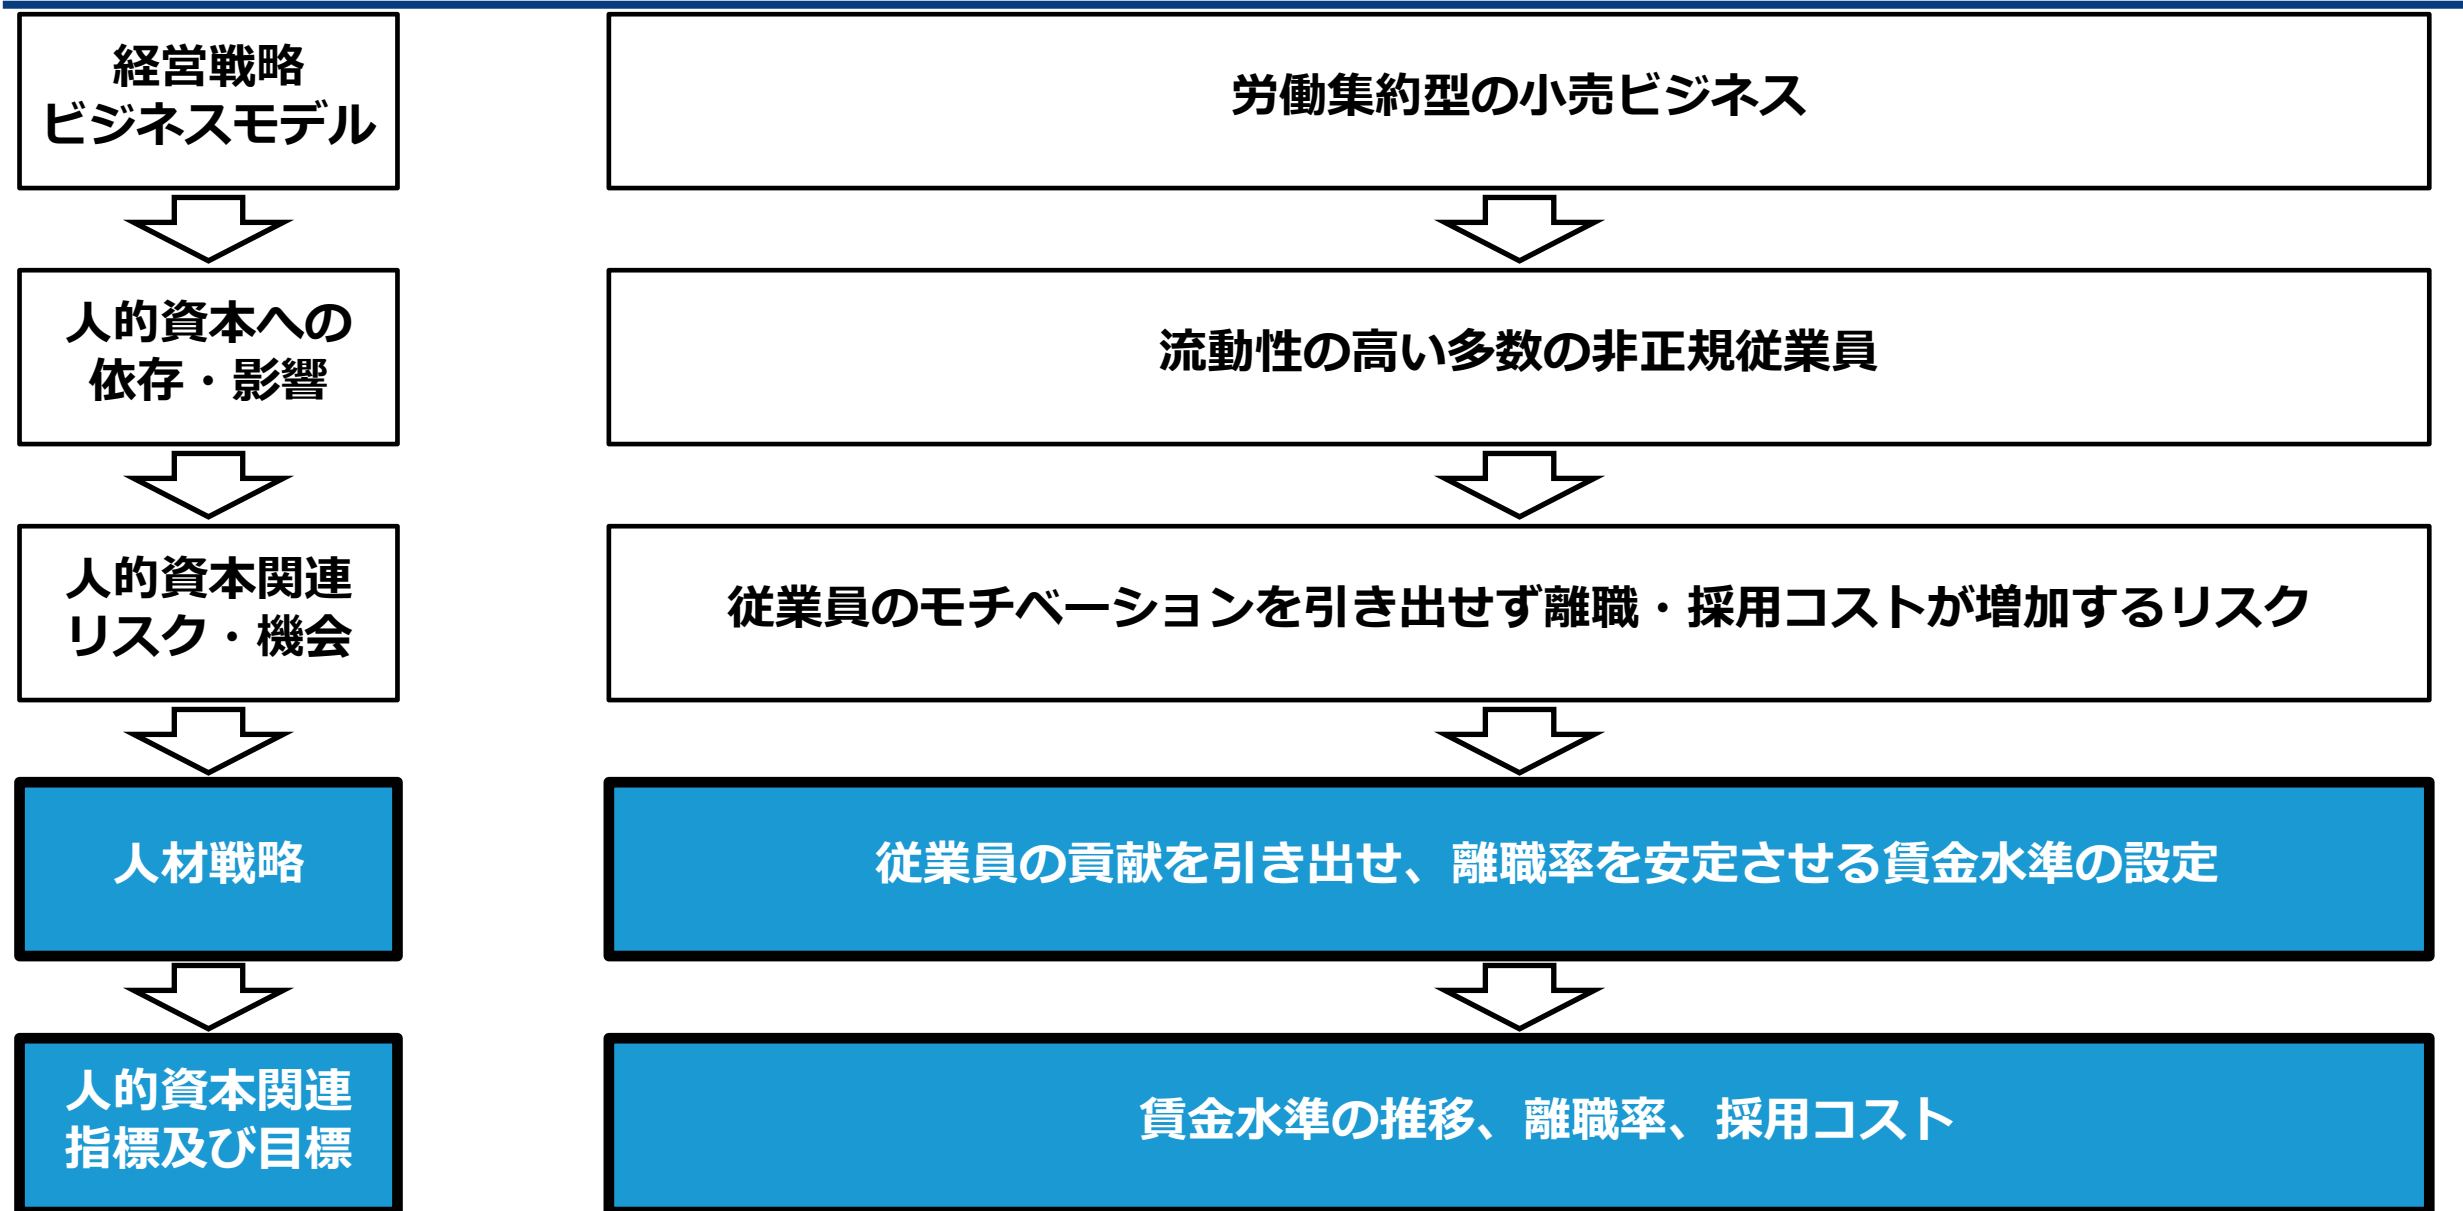 経営戦略
ビジネスモデル
労働集約型の小売ビジネス
人的資本への
依存・影響
流動性の高い多数の非正規従業員
人的資本関連
リスク・機会
従業員のモチベーションを引き出せず離職・採用コストが増加するリスク
人材戦略
従業員の貢献を引き出せ、離職率を安定させる賃金水準の設定
人的資本関連
指標及び目標
賃金水準の推移、離職率、採用コスト